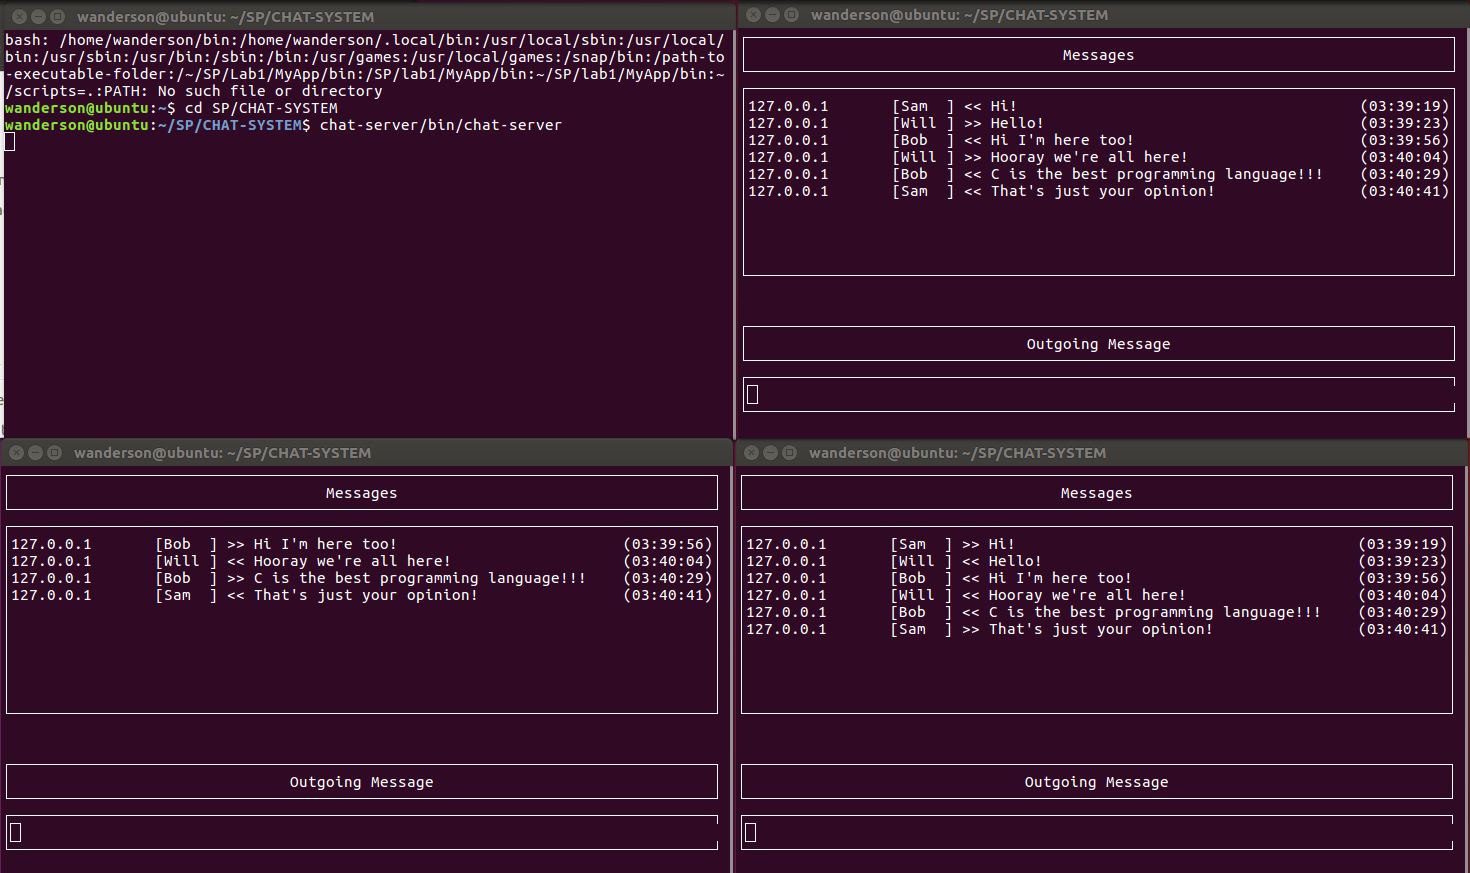 wanderson@ubuntu: ~/SP/CHAT-SYSTEM
bash: /home/wanderson/bin:/home/wanderson/.local/bin:/usr/local/sbin:/usr/local/
bin:/usr/sbin:/usr/bin:/sbin:/bin:/usr/games:/usr/local/games:/snap/bin:/path-to
-executable-folder:/~/SP/Lab1/MyApp/bin:/SP/lab1/MyApp/bin:~/SP/lab1/MyApp/bin:~
/scripts=.:PATH: No such file or directory
wanderson@ubuntu:~$ cd SP/CHAT-SYSTEM
wanderson@ubuntu:~/SP/CHAT-SYSTEM$ chat-server/bin/chat-server
wanderson@ubuntu: ~/SP/CHAT-SYSTEM
Messages
127.0.0.1 [Sam ] << Hi! (03:39:19)
127.0.0.1 [Will ] >> Hello! (03:39:23)
127.0.0.1 [Bob ] << Hi I'm here too! (03:39:56)
127.0.0.1 [Will ] >> Hooray we're all here! (03:40:04)
127.0.0.1 [Bob ] << C is the best programming language!!! (03:40:29)
127.0.0.1 [Sam ] << That's just your opinion! (03:40:41)
Outgoing Message
wanderson@ubuntu: ~/SP/CHAT-SYSTEM
Messages
127.0.0.1 [Bob ] >> Hi I'm here too! (03:39:56)
127.0.0.1 [Will ] << Hooray we're all here! (03:40:04)
127.0.0.1 [Bob ] >> C is the best programming language!!! (03:40:29)
127.0.0.1 [Sam ] << That's just your opinion! (03:40:41)
Outgoing Message
wanderson@ubuntu: ~/SP/CHAT-SYSTEM
Messages
127.0.0.1 [Sam ] >> Hi! (03:39:19)
127.0.0.1 [Will ] << Hello! (03:39:23)
127.0.0.1 [Bob ] << Hi I'm here too! (03:39:56)
127.0.0.1 [Will ] << Hooray we're all here! (03:40:04)
127.0.0.1 [Bob ] << C is the best programming language!!! (03:40:29)
127.0.0.1 [Sam ] >> That's just your opinion! (03:40:41)
Outgoing Message